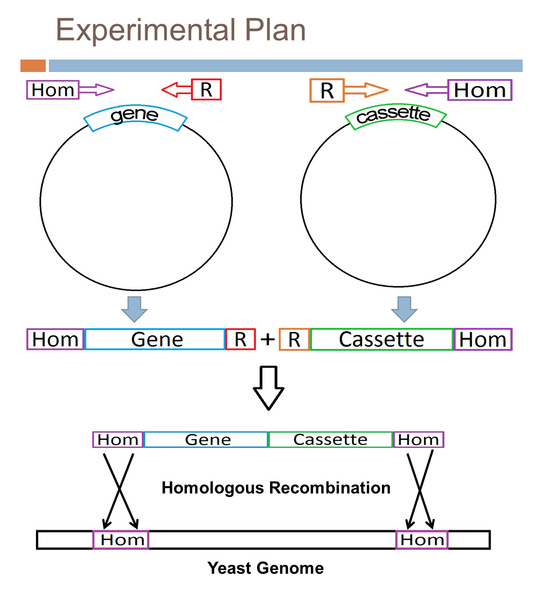 Experimental Plan
Hom R R Hom
gene cassette
Hom Gene R + R Cassette Hom
Hom Gene Cassette Hom
Homologous Recombination
Hom Hom
Yeast Genome